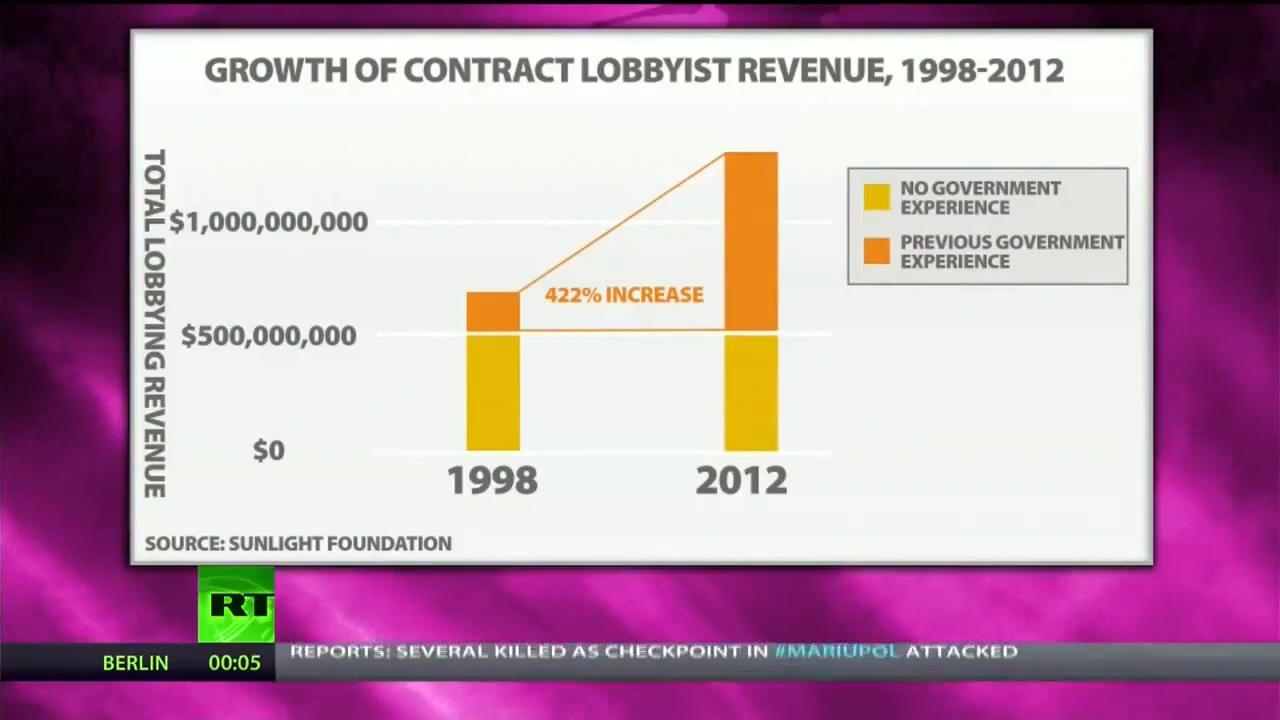 GROWTH OF CONTRACT LOBBYIST REVENUE, 1998-2012
TOTAL LOBBYING REVENUE
$1,000,000,000
$500,000,000
$0
422% INCREASE
1998
2012
NO GOVERNMENT
EXPERIENCE
PREVIOUS GOVERNMENT
EXPERIENCE
SOURCE: SUNLIGHT FOUNDATION
RT
BERLIN 00:05
REPORTS: SEVERAL KILLED AS CHECKPOINT IN #MARIUPOL ATTACKED